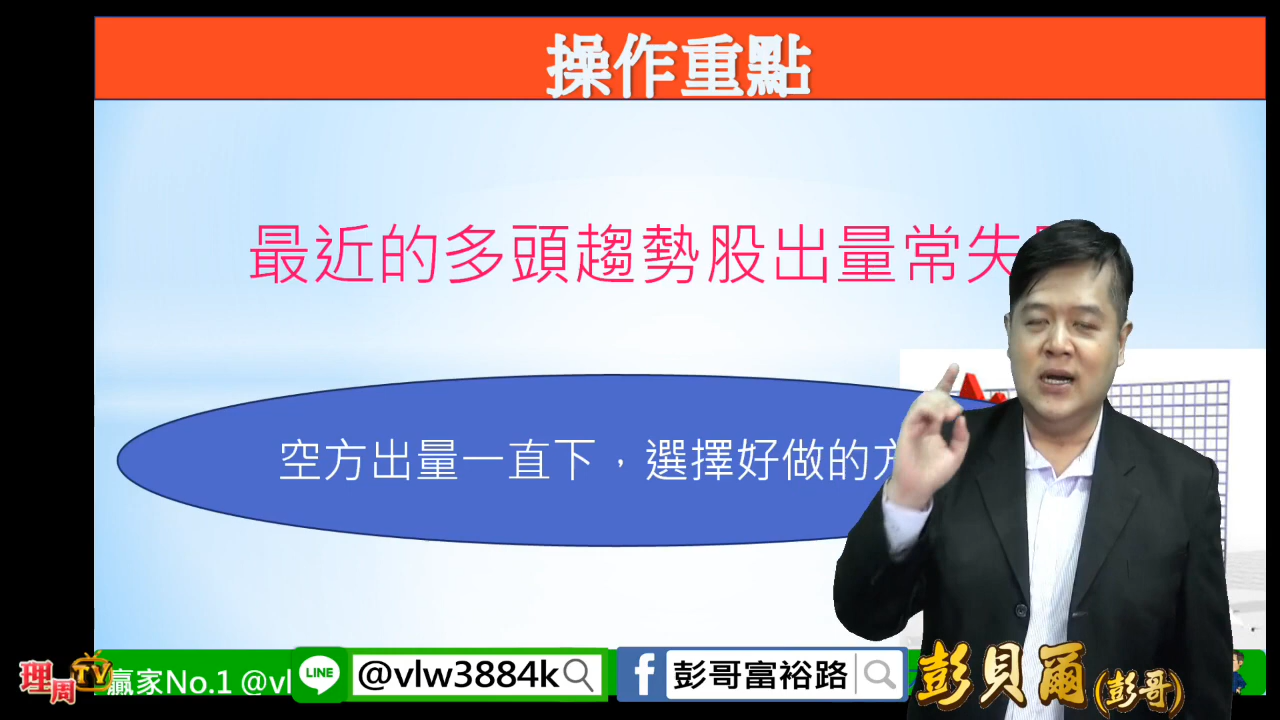 操作重點
最近的多頭趨勢股出量常失
空方出量一直下，選擇好做的方
理周TV
贏家No.1 @vl
LINE
@vlw3884k
f 彭哥富裕路
彭貝爾(彭哥)